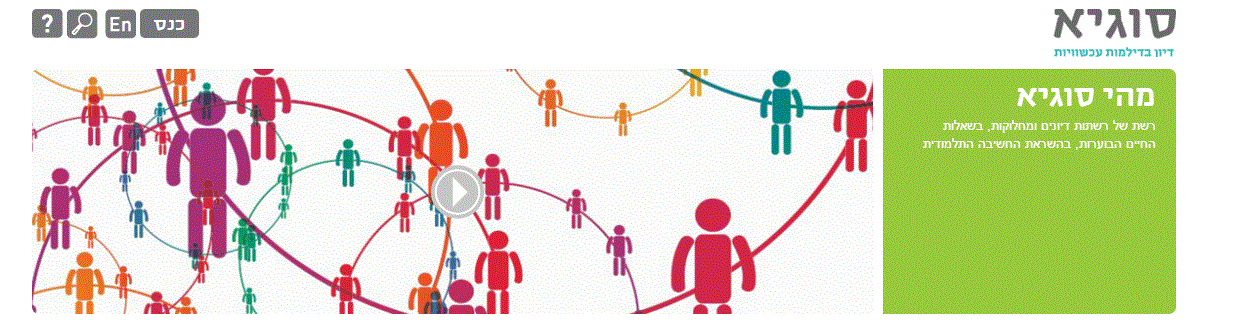 סוגיא
דיון בדילמות עכשוויות
כנס
En
?
מהי סוגיא
רשת של רשתות דיונים ומחלוקות, בשאלות
החיים הבוערות, בהשראת החשיבה התלמודית